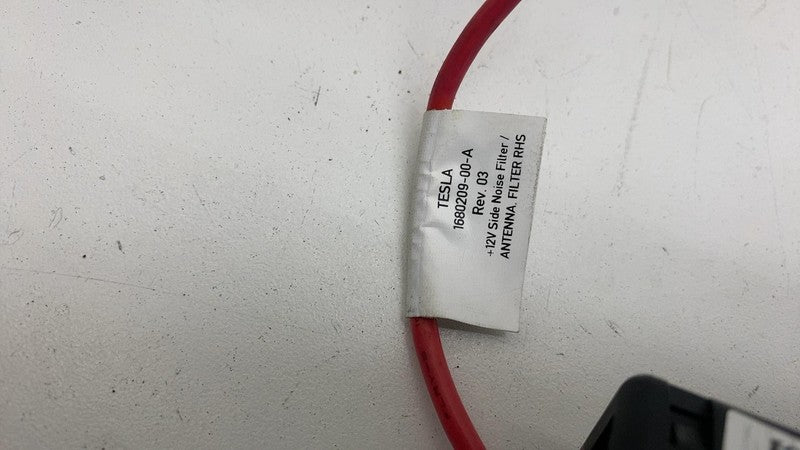 TESLA
1680209-00-A
Rev. 03
+12V Side Noise Filter /
ANTENNA. FILTER RHS